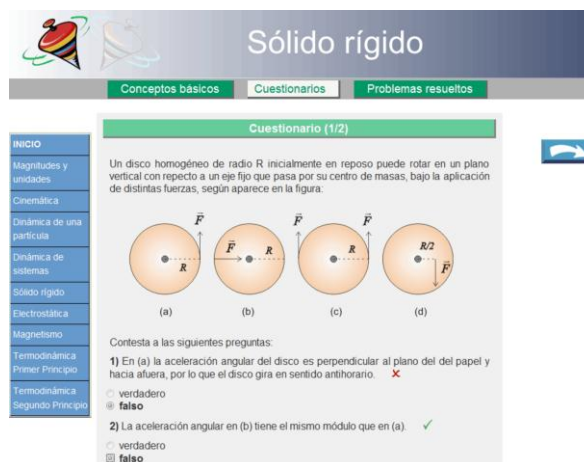 Sólido rígido
Conceptos básicos
Cuestionarios
Problemas resueltos
Cuestionario (1/2)
INICIO
Magnitudes y
unidades
Cinemática
Dinámica de una
partícula
Dinámica de
sistemas
Sólido rígido
Electrostática
Magnetismo
Termodinámica
Primer Principio
Termodinámica
Segundo Principio
Un disco homogéneo de radio R inicialmente en reposo puede rotar en un plano
vertical con repecto a un eje fijo que pasa por su centro de masas, bajo la aplicación
de distintas fuerzas, según aparece en la figura:
F R
F R
F R F
R/2 F
(a) (b) (c) (d)
Contesta a las siguientes preguntas:
1) En (a) la aceleración angular del disco es perpendicular al plano del del papel y
hacia afuera, por lo que el disco gira en sentido antihorario.
verdadero
falso
2) La aceleración angular en (b) tiene el mismo módulo que en (a).
verdadero
falso